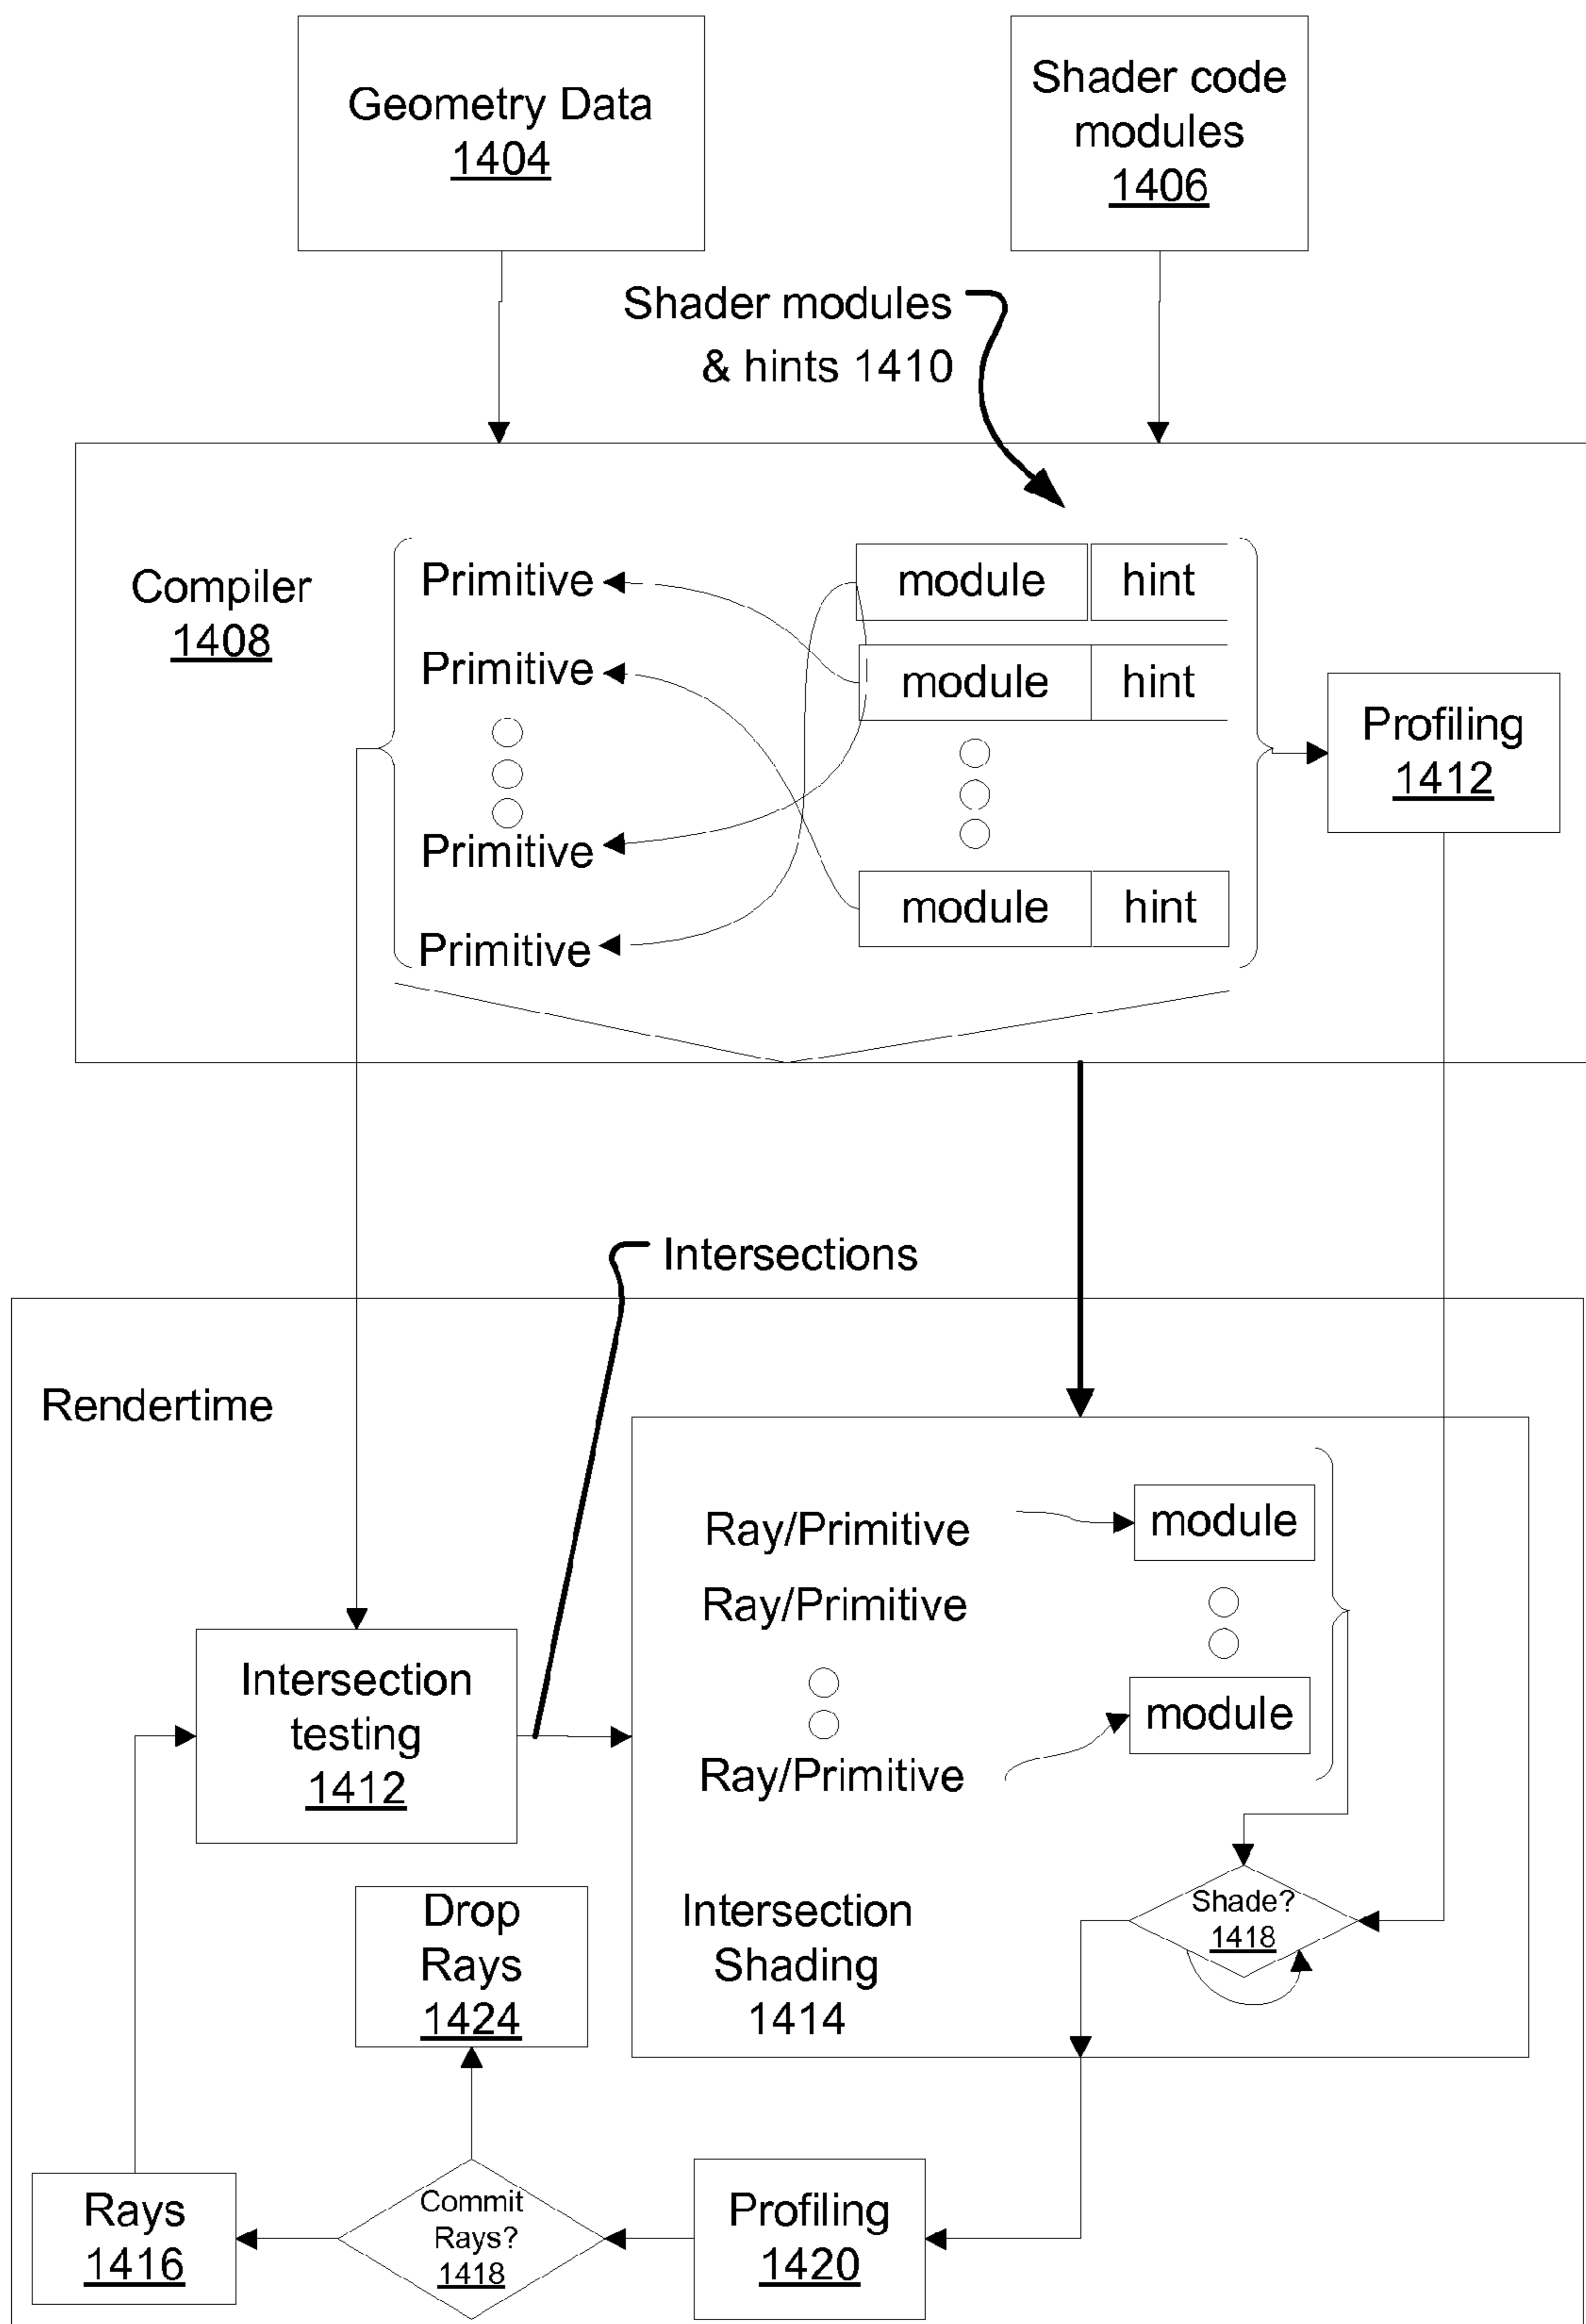 Geometry Data
1404
Shader code
modules
1406
Shader modules
& hints 1410
Compiler
1408
Primitive
Primitive
Primitive
Primitive
module hint
module hint
module hint
Profiling
1412
Intersections
Rendertime
Ray/Primitive
Ray/Primitive
Ray/Primitive
module
module
Intersection
testing
1412
Shade?
1418
Intersection
Shading
1414
Drop
Rays
1424
Rays
1416
Commit
Rays?
1418
Profiling
1420